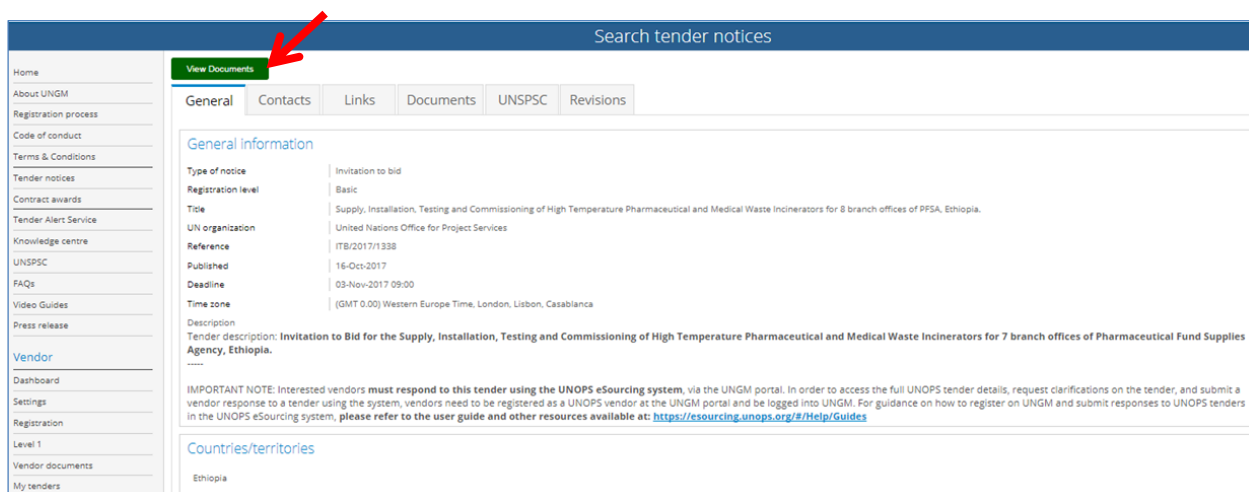 Search tender notices
Home
About UNGM
Registration process
Code of conduct
Terms & Conditions
Tender notices
Contract awards
Tender Alert Service
Knowledge centre
UNSPSC
FAQs
Video Guides
Press release
Vendor
Dashboard
Settings
Registration
Level 1
Vendor documents
My tenders
View Documents
General Contacts Links Documents UNSPSC Revisions
General information
Type of notice Invitation to bid
Registration level Basic
Title Supply, Installation, Testing and Commissioning of High Temperature Pharmaceutical and Medical Waste Incinerators for 8 branch offices of PFSA, Ethiopia.
UN organization United Nations Office for Project Services
Reference ITB/2017/1338
Published 16-Oct-2017
Deadline 03-Nov-2017 09:00
Time zone (GMT 0.00) Western Europe Time, London, Lisbon, Casablanca
Description
Tender description: Invitation to Bid for the Supply, Installation, Testing and Commissioning of High Temperature Pharmaceutical and Medical Waste Incinerators for 7 branch offices of Pharmaceutical Fund Supplies
Agency, Ethiopia.
-----
IMPORTANT NOTE: Interested vendors must respond to this tender using the UNOPS eSourcing system, via the UNGM portal. In order to access the full UNOPS tender details, request clarifications on the tender, and submit a
vendor response to a tender using the system, vendors need to be registered as a UNOPS vendor at the UNGM portal and be logged into UNGM. For guidance on how to register on UNGM and submit responses to UNOPS tenders
in the UNOPS eSourcing system, please refer to the user guide and other resources available at: https://esourcing.unops.org/#/Help/Guides
Countries/territories
Ethiopia